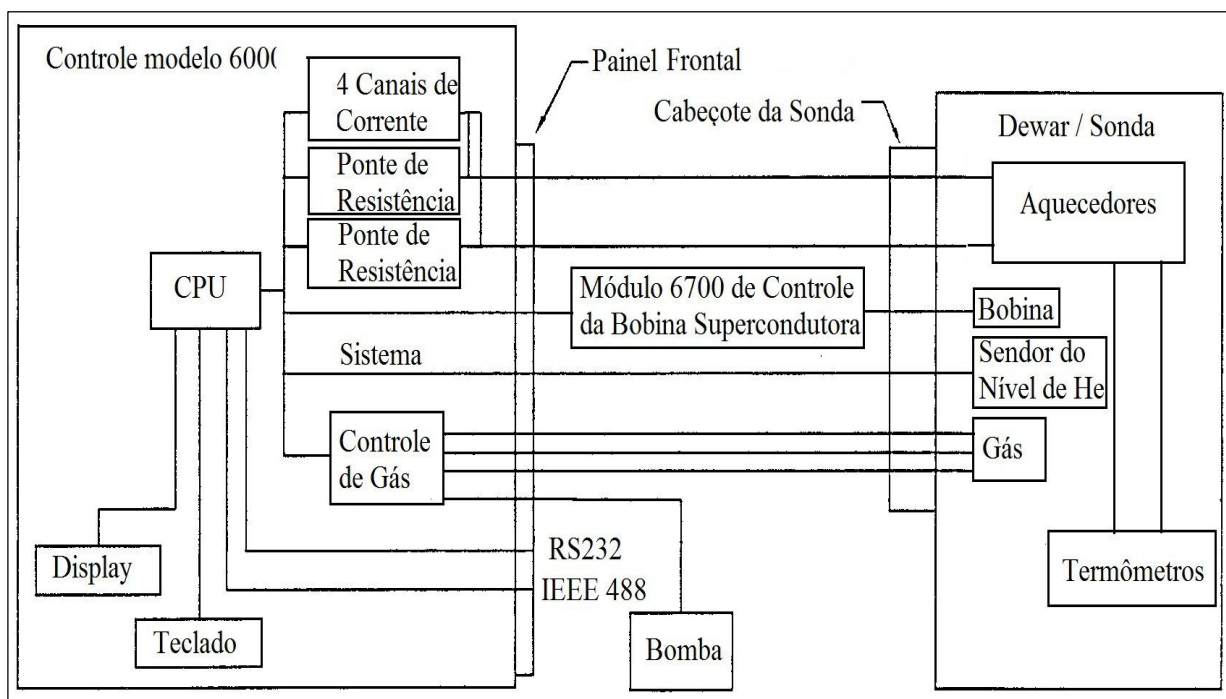 Controle modelo 6000
4 Canais de
Corrente
Ponte de
Resistência
Ponte de
Resistência
CPU
Sistema
Controle
de Gás
Display
Teclado
Painel Frontal
Cabeçote da Sonda
Módulo 6700 de Controle
da Bobina Supercondutora
RS232
IEEE 488
Bomba
Dewar / Sonda
Aquecedores
Bobina
Sendor do
Nível de He
Gás
Termômetros